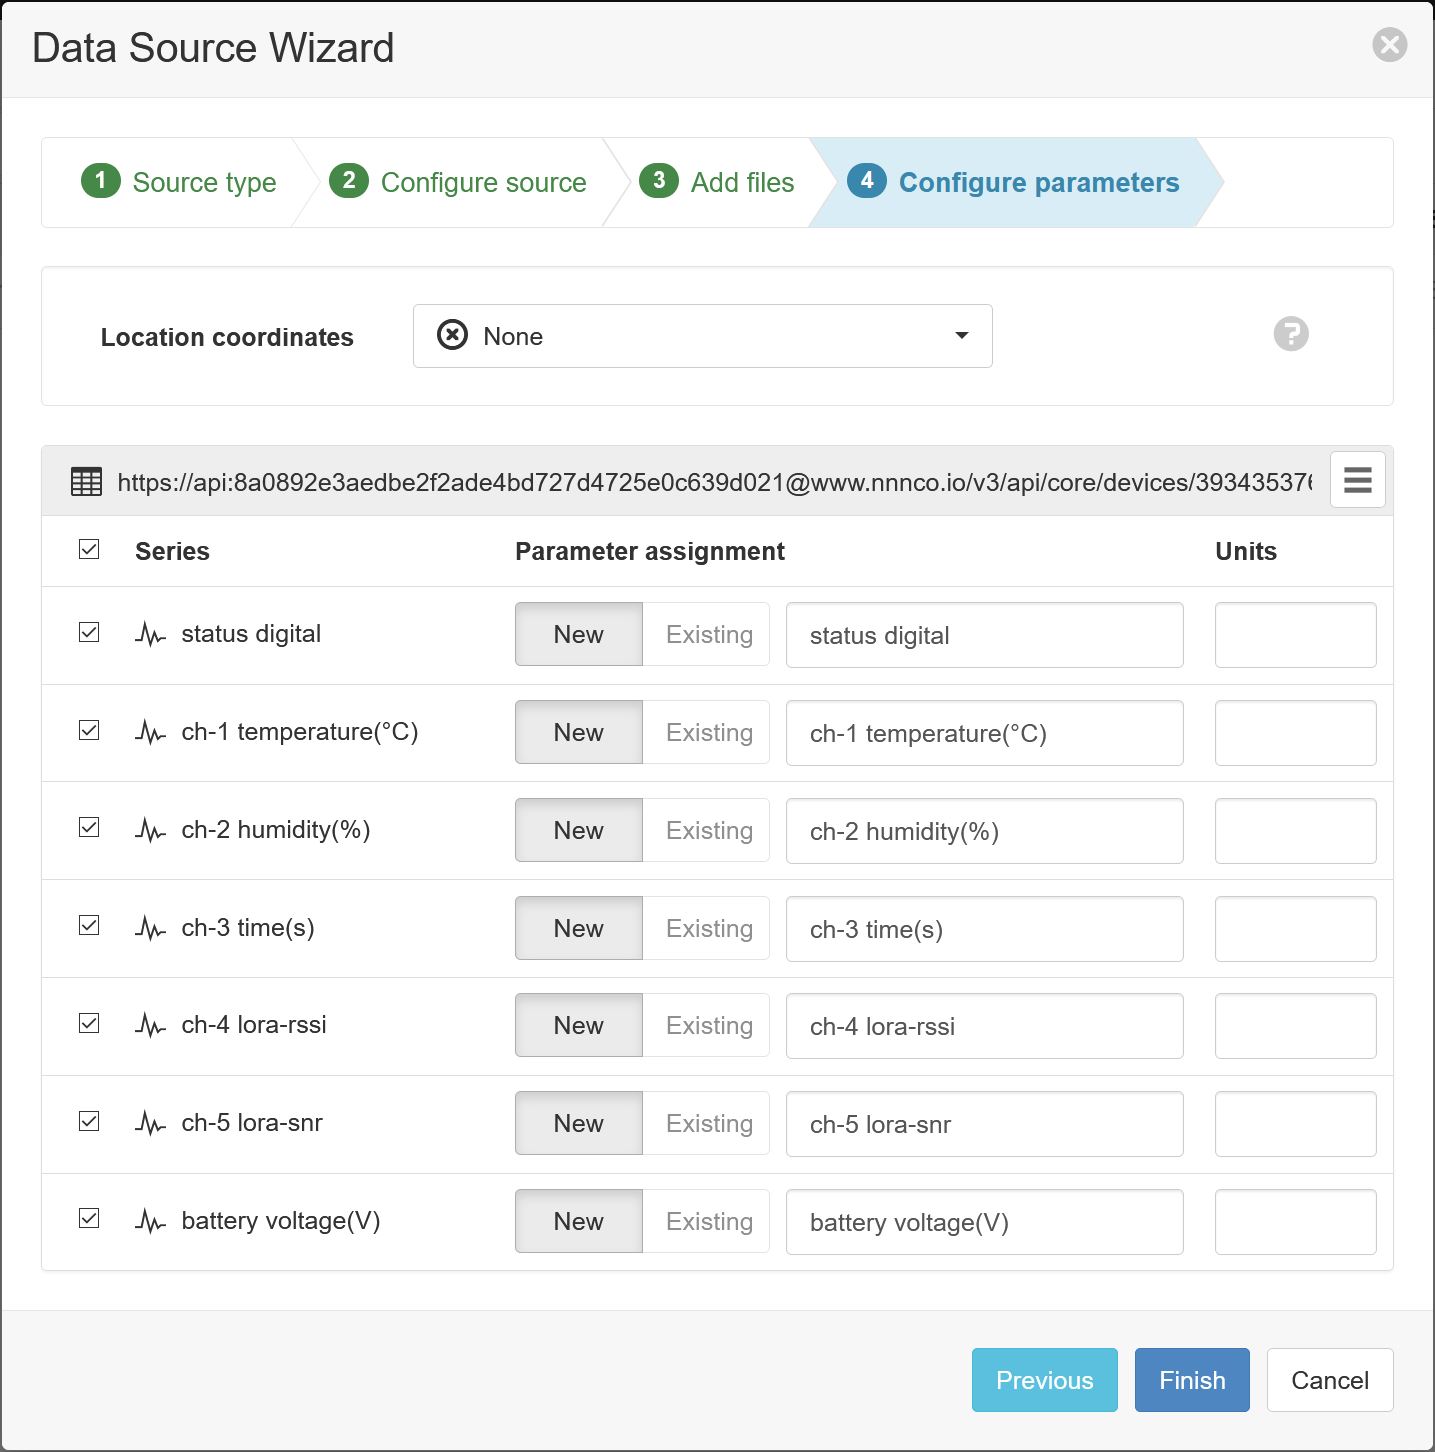 Data Source Wizard
1 Source type 2 Configure source 3 Add files 4 Configure parameters
Location coordinates None ?
https://api:8a0892e3aedbe2f2ade4bd727d4725e0c639d021@www.nnnco.io/v3/api/core/devices/393435376
Series Parameter assignment Units
status digital New Existing status digital
ch-1 temperature(°C) New Existing ch-1 temperature(°C)
ch-2 humidity(%) New Existing ch-2 humidity(%)
ch-3 time(s) New Existing ch-3 time(s)
ch-4 lora-rssi New Existing ch-4 lora-rssi
ch-5 lora-snr New Existing ch-5 lora-snr
battery voltage(V) New Existing battery voltage(V)
Previous Finish Cancel